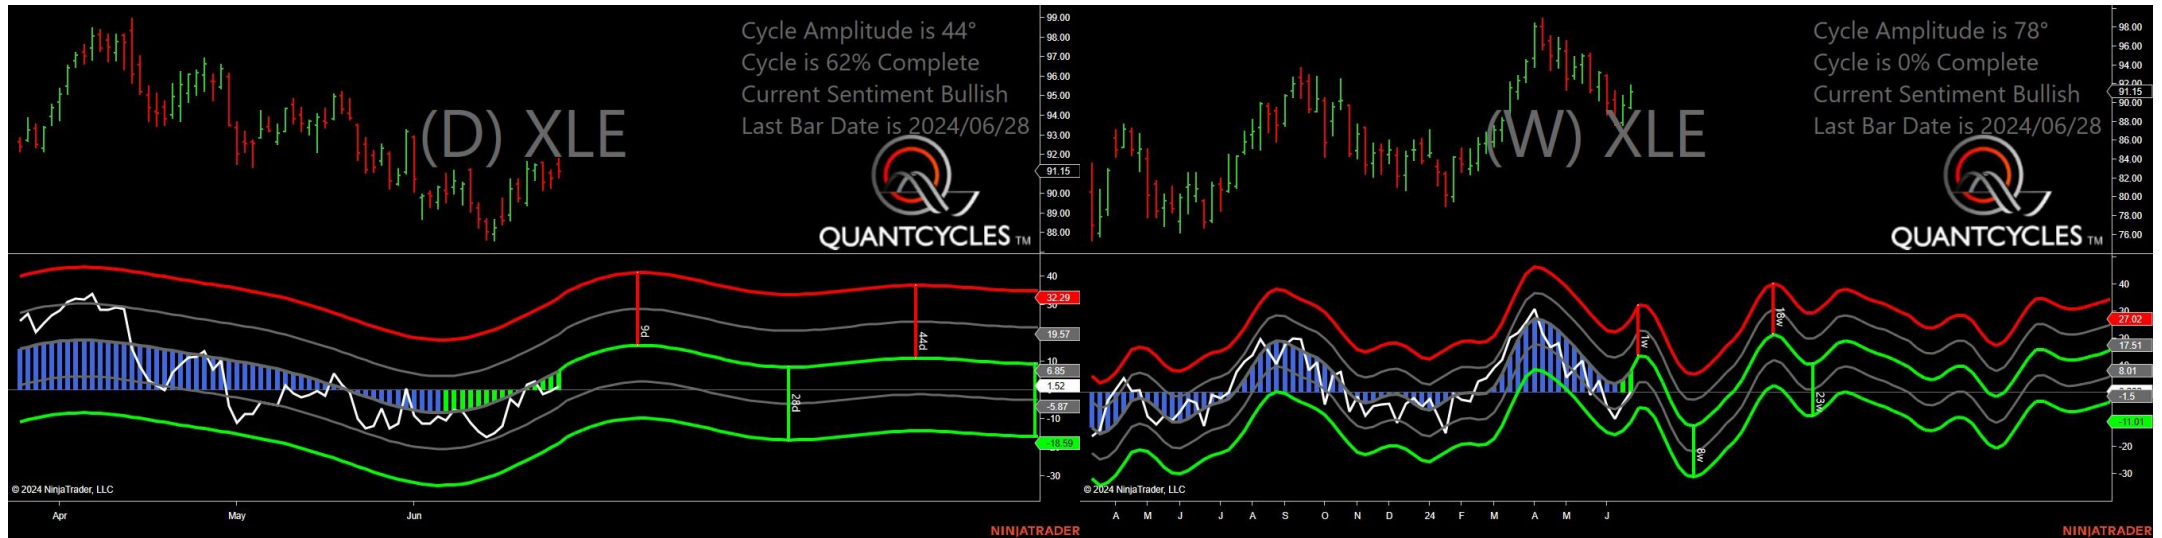 Cycle Amplitude is 44°
Cycle is 62% Complete
Current Sentiment Bullish
Last Bar Date is 2024/06/28
(D) XLE
QUANTCYCLES TM
99.00
98.00
97.00
96.00
95.00
94.00
93.00
92.00
91.15
90.00
89.00
88.00
9d
28d
44d
40
32.29
30
19.57
10
6.85
1.52
-5.87
-10
-18.59
-30
© 2024 NinjaTrader, LLC
Apr May Jun
NINJATRADER
Cycle Amplitude is 78°
Cycle is 0% Complete
Current Sentiment Bullish
Last Bar Date is 2024/06/28
(W) XLE
QUANTCYCLES TM
98.00
96.00
94.00
92.00
91.15
90.00
88.00
86.00
84.00
82.00
80.00
78.00
76.00
1w
8w
18w
23w
40
27.02
17.51
8.01
-1.5
-11.01
-20
-30
© 2024 NinjaTrader, LLC
A M J J A S O N D 24 F M A M J
NINJATRADER